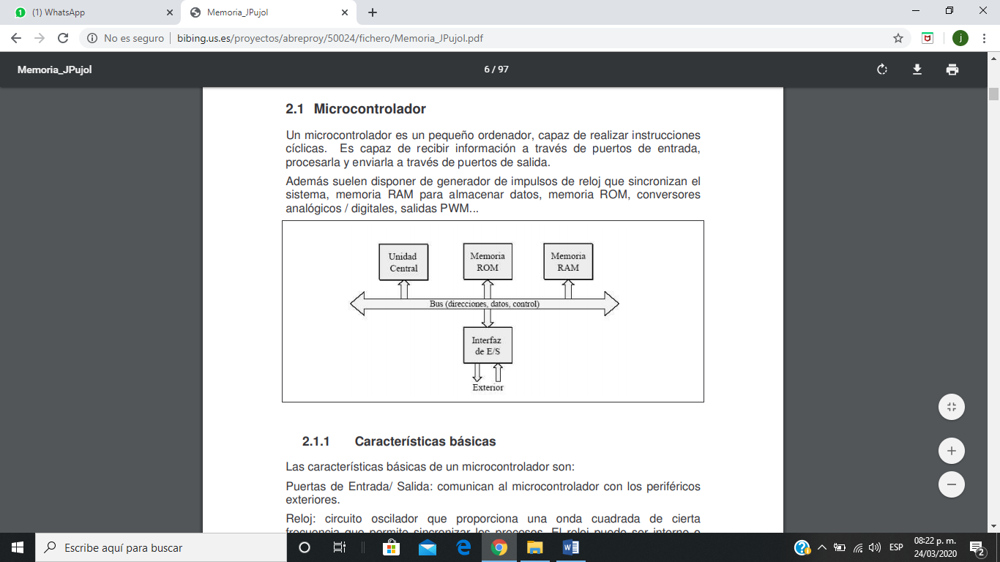 (1) WhatsApp
Memoria_JPujol
No es seguro
bibing.us.es/proyectos/abreproy/50024/fichero/Memoria_JPujol.pdf
j
Memoria_JPujol
6 / 97
2.1 Microcontrolador
Un microcontrolador es un pequeño ordenador, capaz de realizar instrucciones
cíclicas. Es capaz de recibir información a través de puertos de entrada,
procesarla y enviarla a través de puertos de salida.
Además suelen disponer de generador de impulsos de reloj que sincronizan el
sistema, memoria RAM para almacenar datos, memoria ROM, conversores
analógicos / digitales, salidas PWM...
Unidad
Central
Memoria
ROM
Memoria
RAM
Bus (direcciones, datos, control)
Interfaz
de E/S
Exterior
2.1.1 Características básicas
Las características básicas de un microcontrolador son:
Puertas de Entrada/ Salida: comunican al microcontrolador con los periféricos
exteriores.
Reloj: circuito oscilador que proporciona una onda cuadrada de cierta
frecuencia que permite sincronizar los procesos. El reloj puede ser interno o
Escribe aquí para buscar
ESP
08:22 p. m.
24/03/2020
2